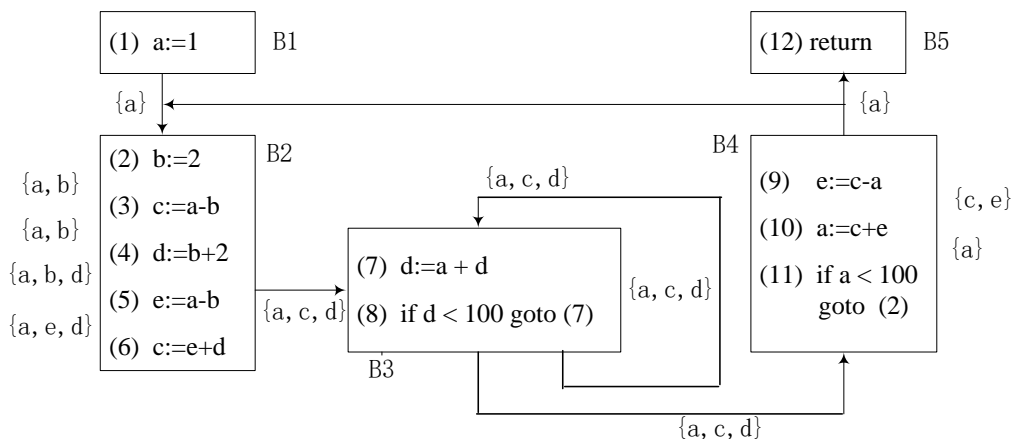 (1) a:=1
B1
{a}
(2) b:=2
B2
{a,b}
(3) c:=a-b
{a,b}
(4) d:=b+2
{a,b,d}
(5) e:=a-b
{a,e,d}
(6) c:=e+d
{a,c,d}
{a,c,d}
(7) d:=a + d
(8) if d < 100 goto (7)
{a,c,d}
B3
{a,c,d}
B4
(9) e:=c-a
{c,e}
(10) a:=c+e
{a}
(11) if a < 100
goto (2)
{a}
(12) return
B5